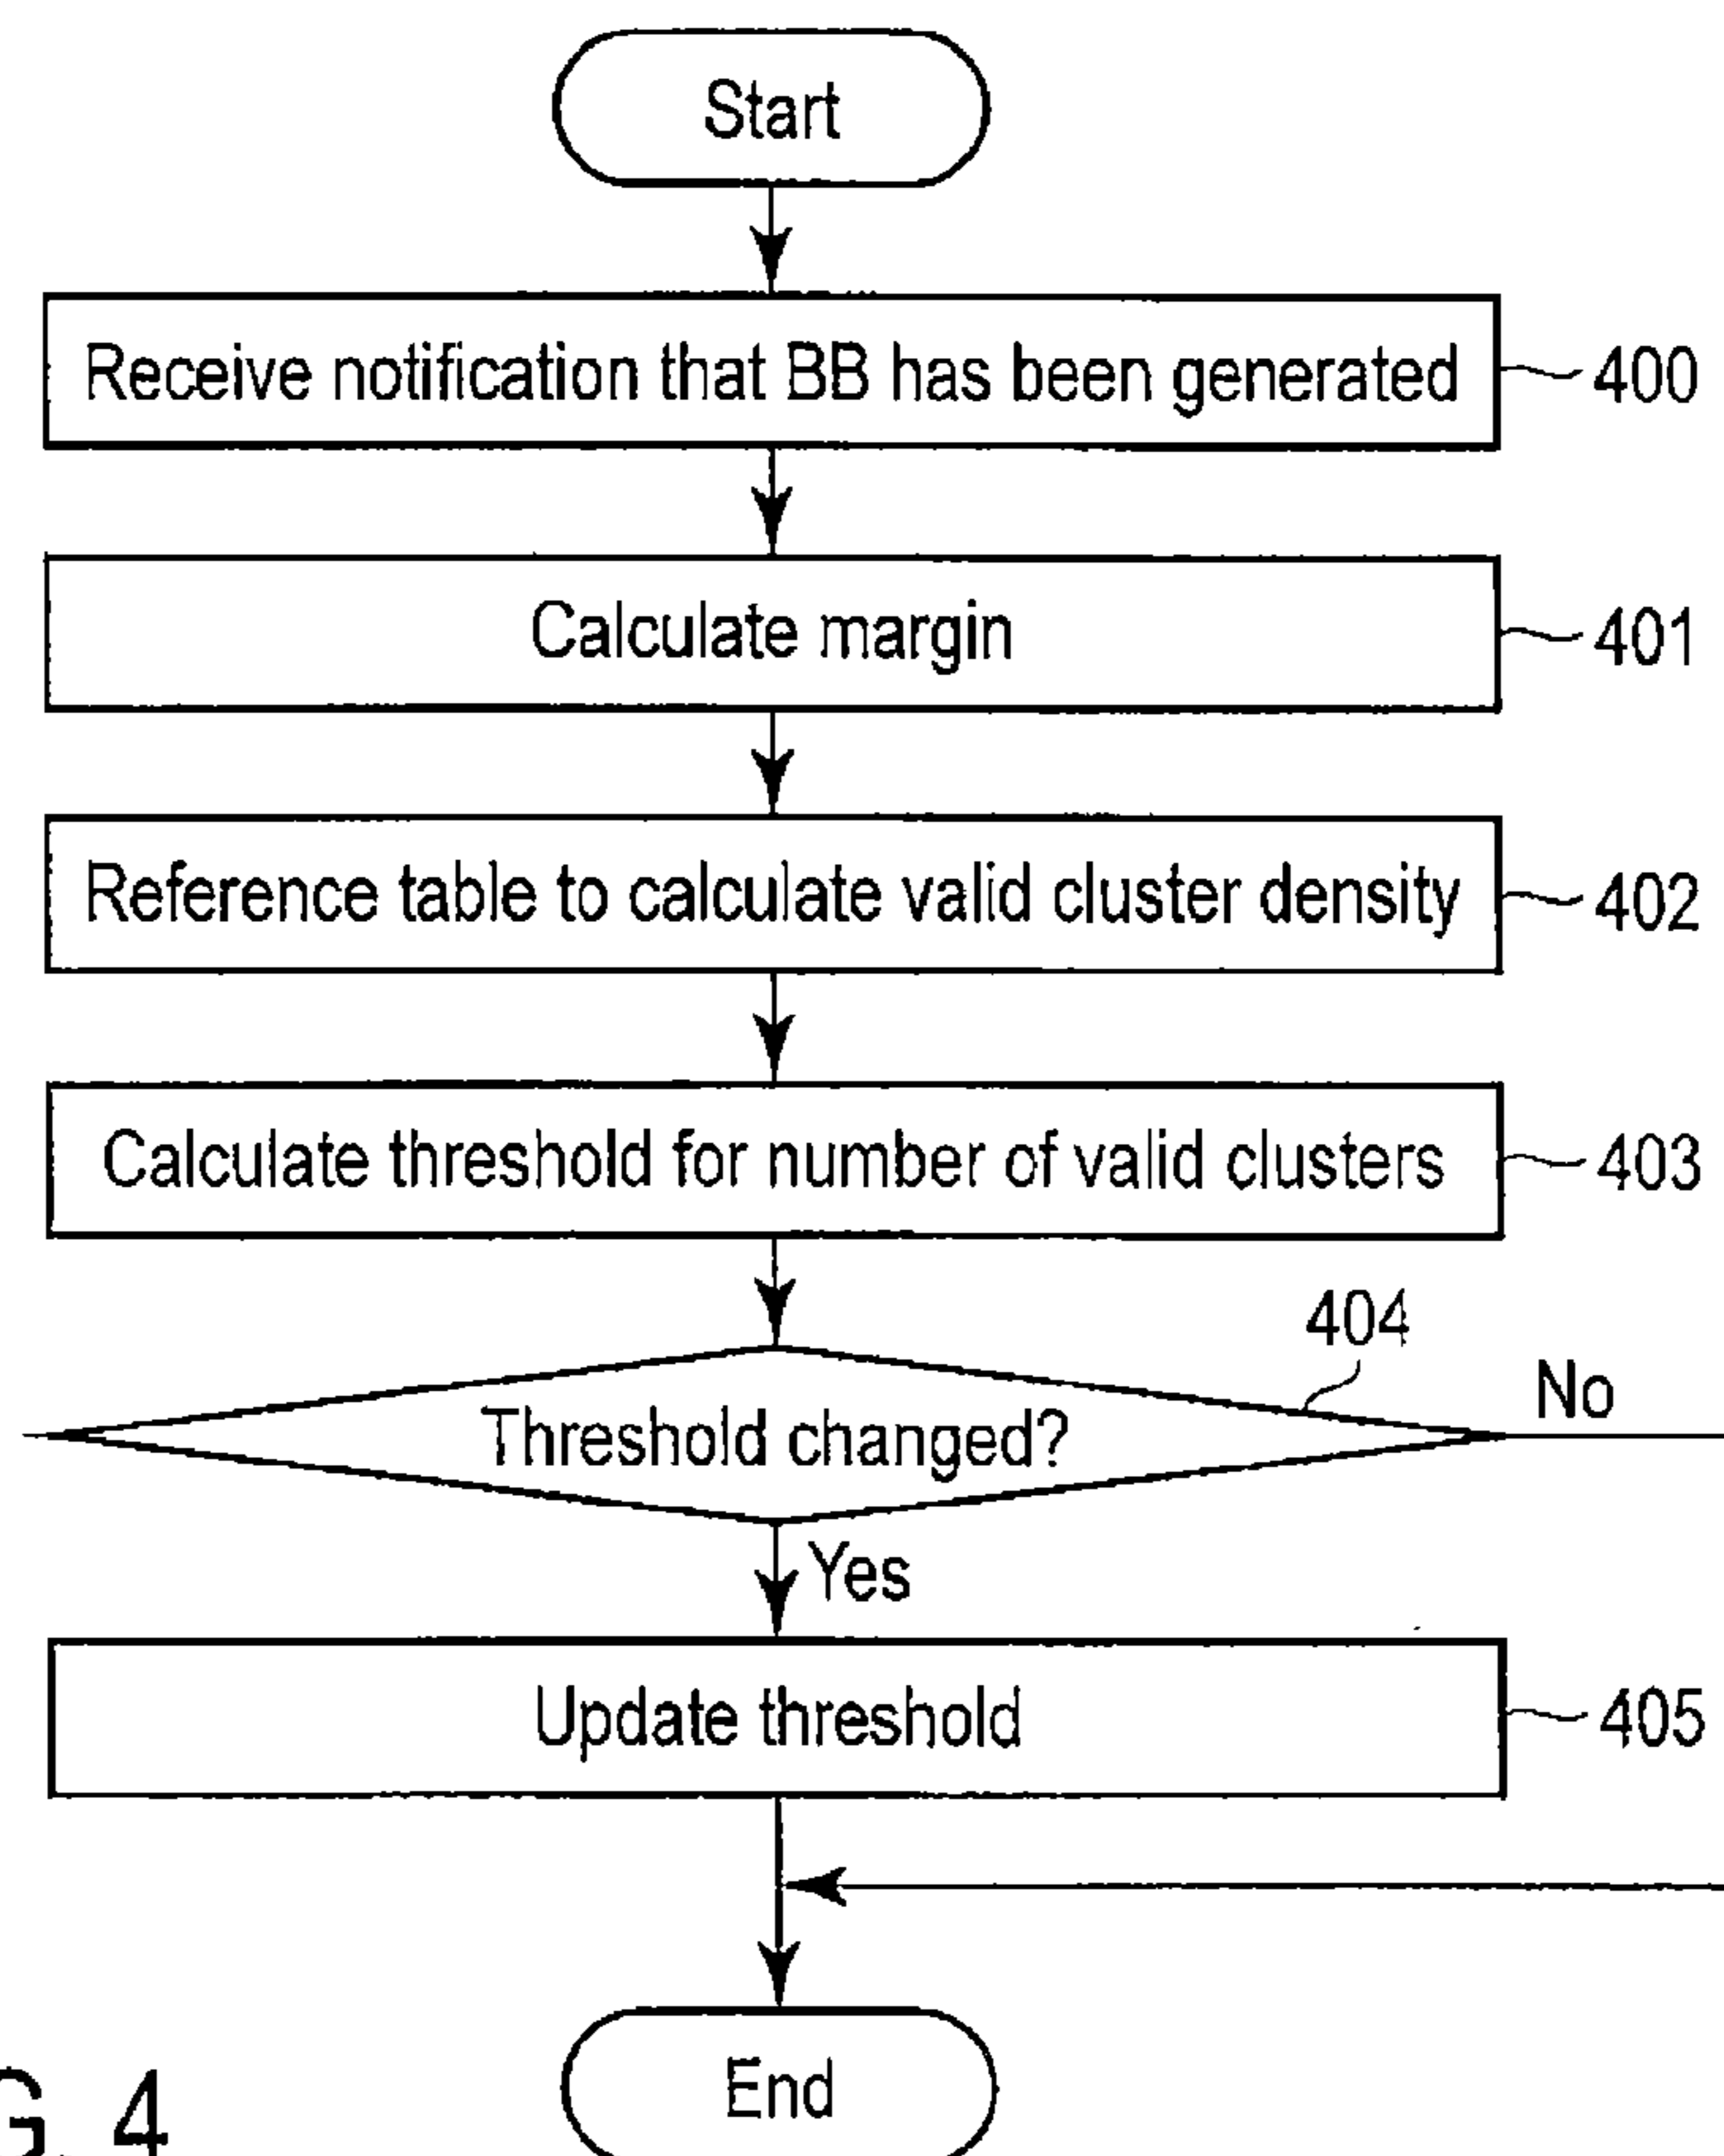 Start
Receive notification that BB has been generated
400
Calculate margin
401
Reference table to calculate valid cluster density
402
Calculate threshold for number of valid clusters
403
404
Threshold changed?
No
Yes
Update threshold
405
End
G. 4